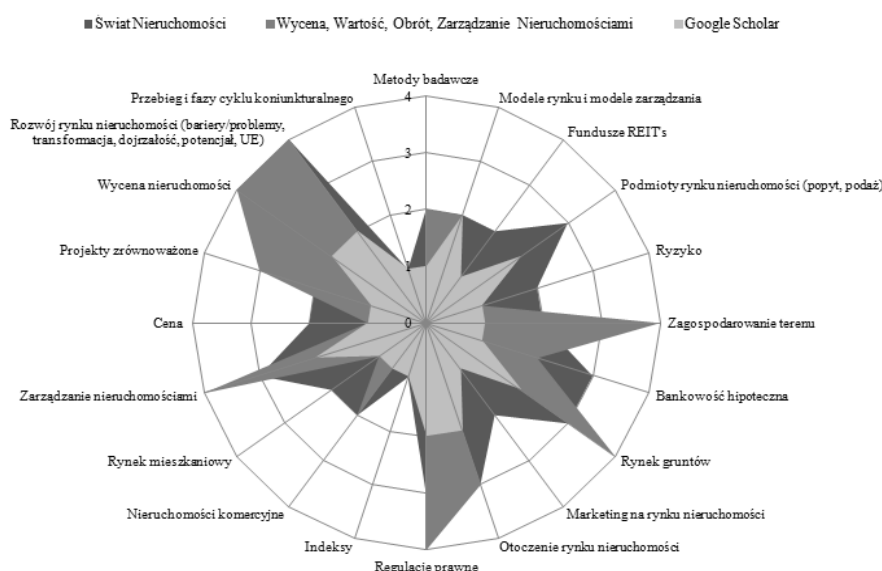 Świat Nieruchomości Wycena, Wartość, Obrót, Zarządzanie Nieruchomościami Google Scholar
Metody badawcze
Przebieg i fazy cyklu koniunkturalnego
Modele rynku i modele zarządzania
Rozwój rynku nieruchomości (bariery/problemy,
transformacja, dojrzałość, potencjał, UE)
Fundusze REIT's
Wycena nieruchomości
Podmioty rynku nieruchomości (popyt, podaż)
Projekty zrównoważone
Ryzyko
Cena
Zagospodarowanie terenu
Zarządzanie nieruchomościami
Bankowość hipoteczna
Rynek mieszkaniowy
Rynek gruntów
Nieruchomości komercyjne
Marketing na rynku nieruchomości
Indeksy
Otoczenie rynku nieruchomości
Regulacje prawne
4
3
2
1
0